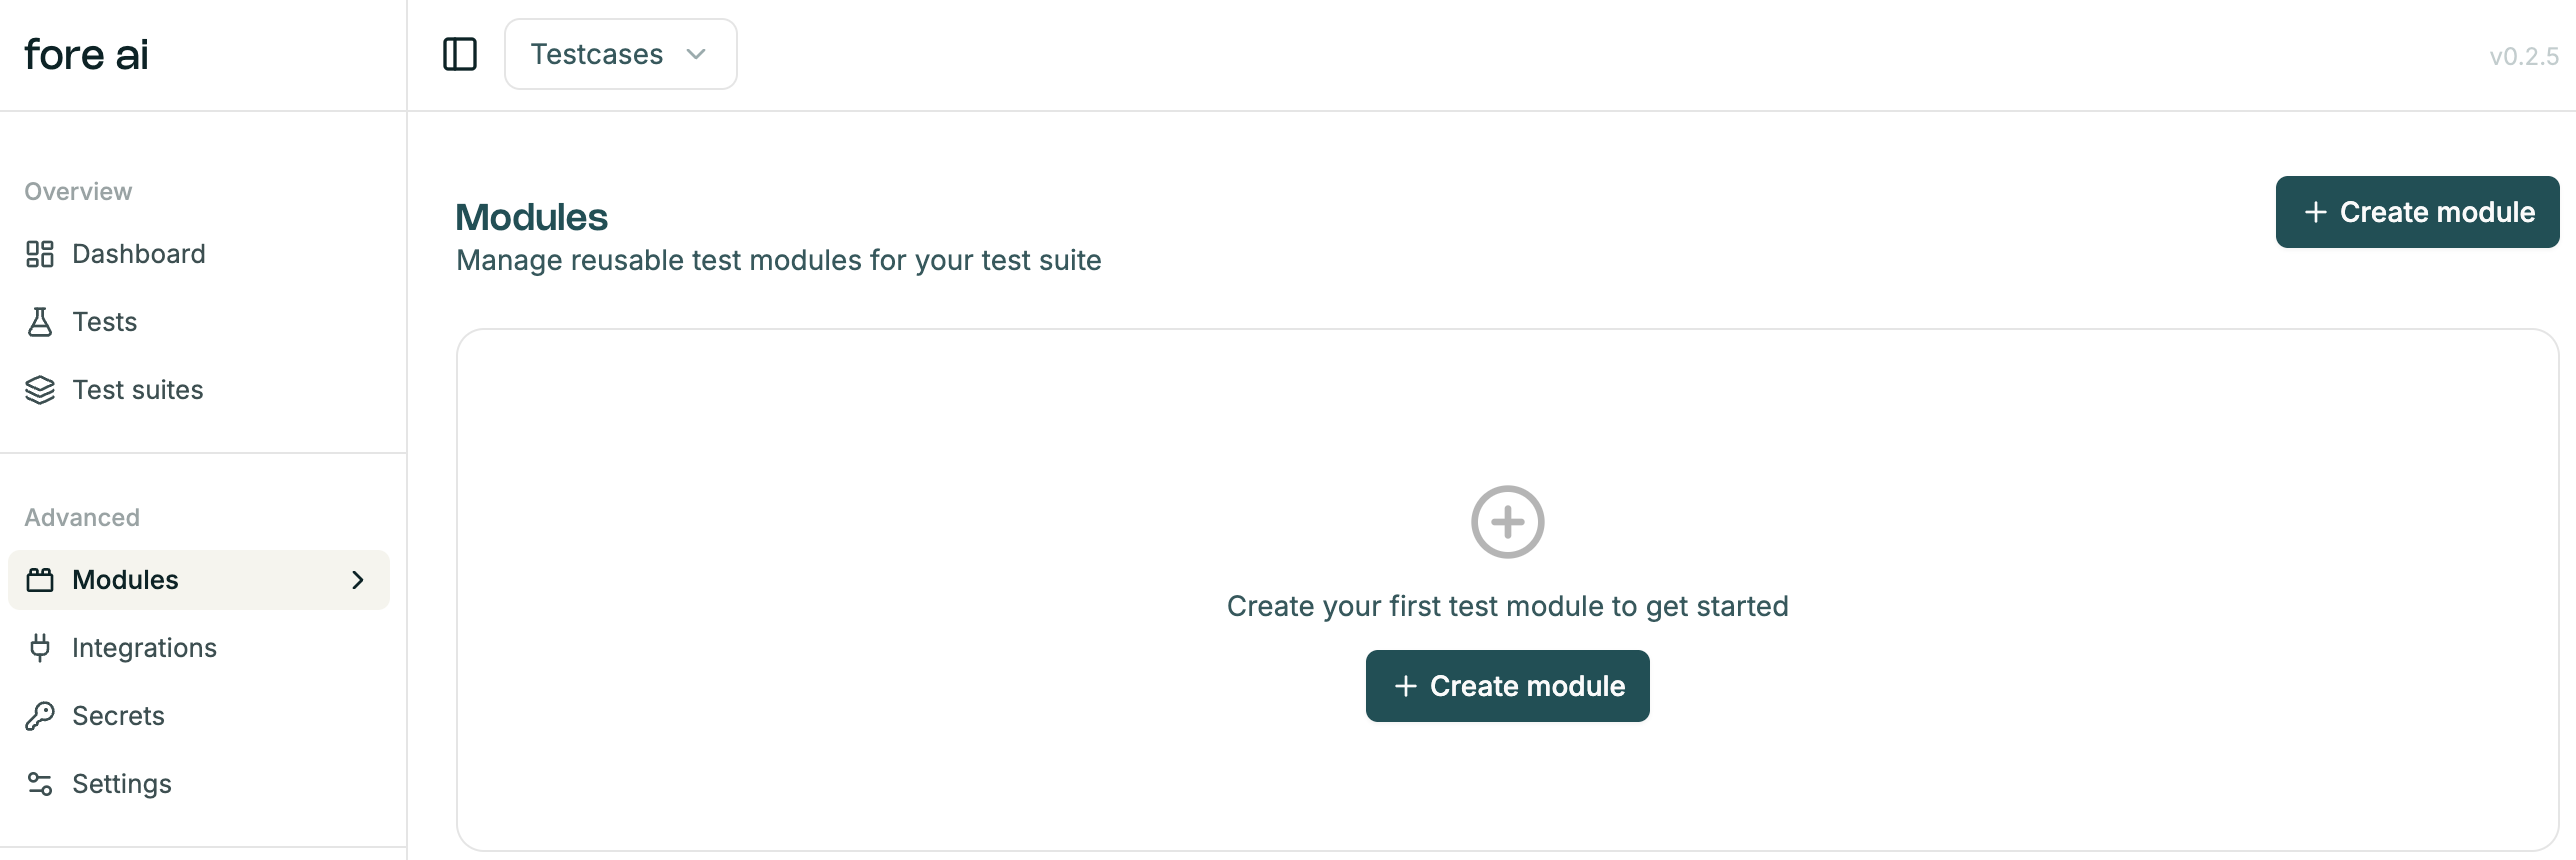 fore ai
Testcases
v0.2.5
Overview
Dashboard
Tests
Test suites
Advanced
Modules
Integrations
Secrets
Settings
Modules
Manage reusable test modules for your test suite
Create module
Create your first test module to get started
Create module